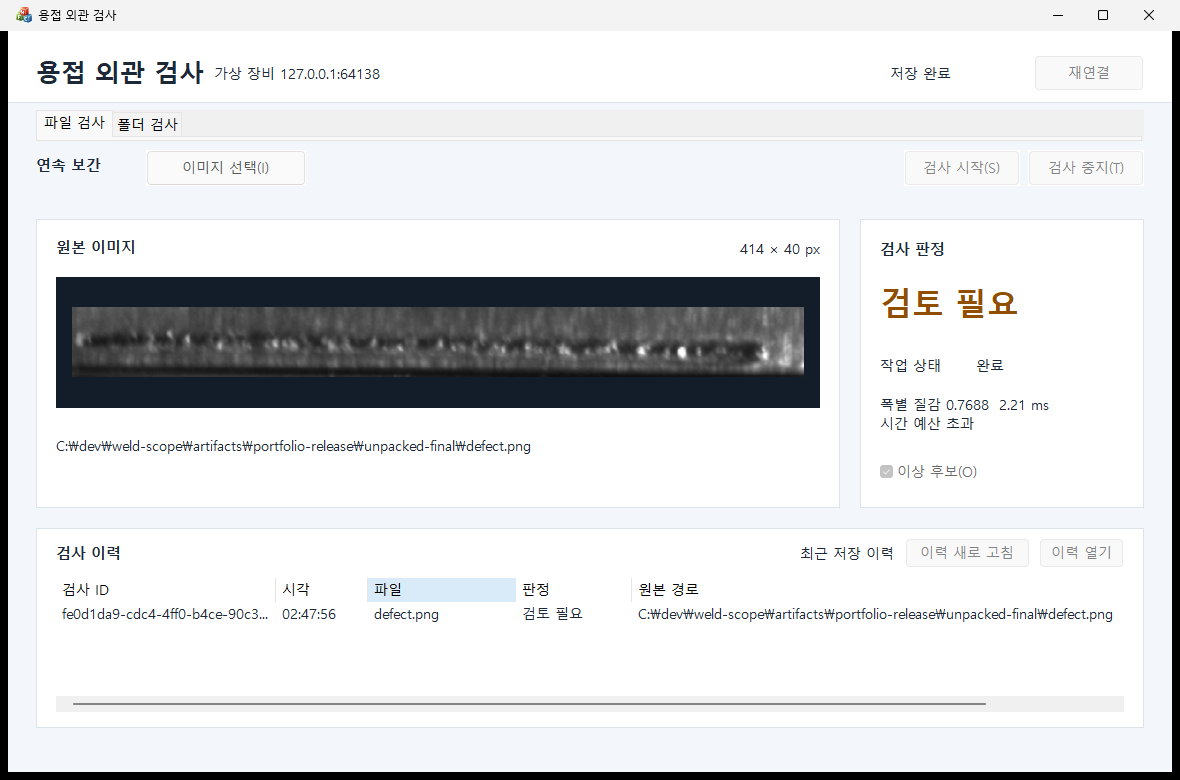 용접 외관 검사
용접 외관 검사 가상 장비 127.0.0.1:64138 저장 완료 재연결
파일 검사 폴더 검사
연속 보간 이미지 선택(I) 검사 시작(S) 검사 중지(T)
원본 이미지 414 × 40 px
C:₩dev₩weld-scope₩artifacts₩portfolio-release₩unpacked-final₩defect.png
검사 판정
검토 필요
작업 상태 완료
폭별 질감 0.7688 2.21 ms
시간 예산 초과
이상 후보(O)
검사 이력 최근 저장 이력 이력 새로 고침 이력 열기
검사 ID 시각 파일 판정 원본 경로
fe0d1da9-cdc4-4ff0-b4ce-90c3... 02:47:56 defect.png 검토 필요 C:₩dev₩weld-scope₩artifacts₩portfolio-release₩unpacked-final₩defect.png